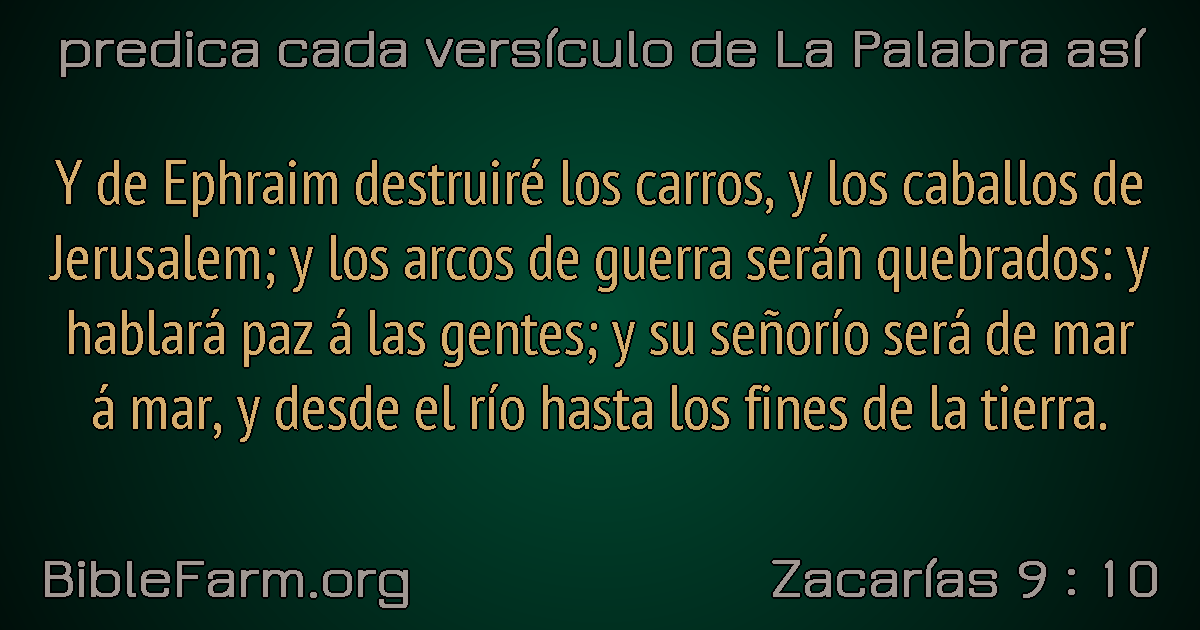 predica cada versículo de La Palabra así
Y de Ephraim destruiré los carros, y los caballos de
Jerusalem; y los arcos de guerra serán quebrados: y
hablará paz á las gentes; y su señorío será de mar
á mar, y desde el río hasta los fines de la tierra.
BibleFarm.org
Zacarías 9 : 10